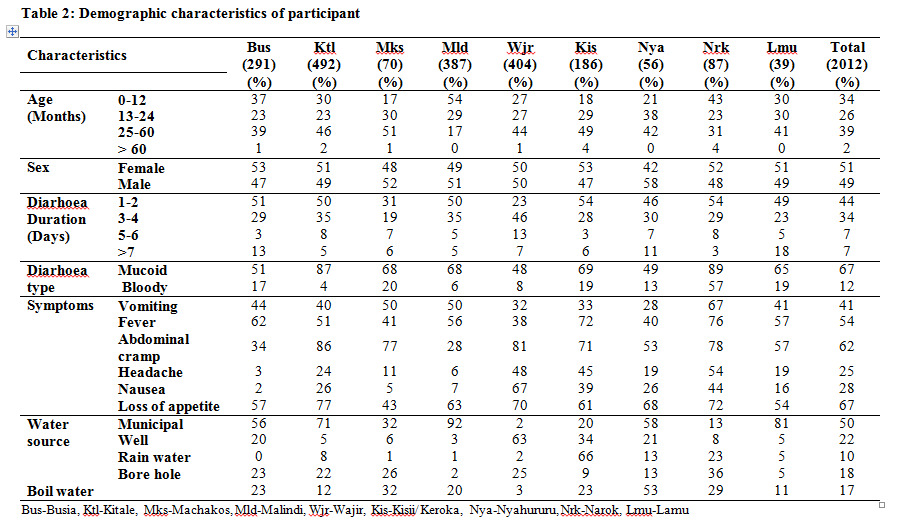 Table 2: Demographic characteristics of participant
Characteristics Bus (291) (%) Ktl (492) (%) Mks (70) (%) Mld (387) (%) Wjr (404) (%) Kis (186) (%) Nya (56) (%) Nrk (87) (%) Lmu (39) (%) Total (2012) (%)
Age (Months) 0-12 37 30 17 54 27 18 21 43 30 34
13-24 23 23 30 29 27 29 38 23 30 26
25-60 39 46 51 17 44 49 42 31 41 39
> 60 1 2 1 0 1 4 0 4 0 2
Sex Female 53 51 48 49 50 53 42 52 51 51
Male 47 49 52 51 50 47 58 48 49 49
Diarhoea Duration (Days) 1-2 51 50 31 50 23 54 46 54 49 44
3-4 29 35 19 35 46 28 30 29 23 34
5-6 3 8 7 5 13 3 7 8 5 7
>7 13 5 6 5 7 6 11 3 18 7
Diarhoea type Mucoid 51 87 68 68 48 69 49 89 65 67
Bloody 17 4 20 6 8 19 13 57 19 12
Symptoms Vomiting 44 40 50 50 32 33 28 67 41 41
Fever 62 51 41 56 38 72 40 76 57 54
Abdominal cramp 34 86 77 28 81 71 53 78 57 62
Headache 3 24 11 6 48 45 19 54 19 25
Nausea 2 26 5 7 67 39 26 44 16 28
Loss of appetite 57 77 43 63 70 61 68 72 54 67
Water source Municipal 56 71 32 92 2 20 58 13 81 50
Well 20 5 6 3 63 34 21 8 5 22
Rain water 0 8 1 1 2 66 13 23 5 10
Bore hole 23 22 26 2 25 9 13 36 5 18
Boil water 23 12 32 20 3 23 53 29 11 17
Bus-Busia, Ktl-Kitale, Mks-Machakos, Mld-Malindi, Wjr-Wajir, Kis-Kisii/Keroka, Nya-Nyahururu, Nrk-Narok, Lmu-Lamu